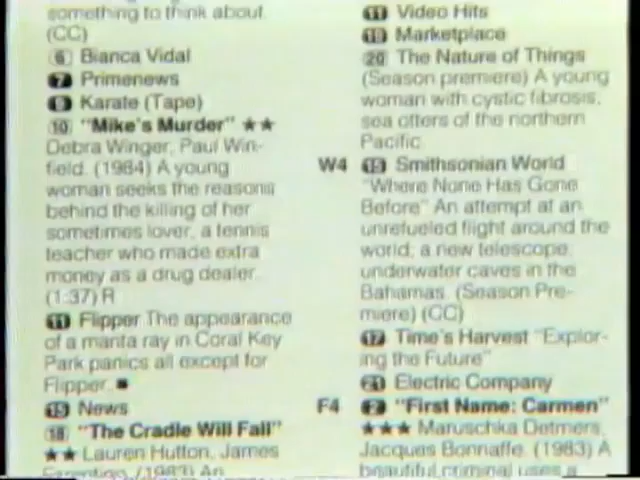 something to think about.
(CC)
6 Bianca Vidal
7 Primenews
9 Karate (Tape)
10 "Mike's Murder" ★★
Debra Winger, Paul Win-
field. (1984) A young
woman seeks the reasons
behind the killing of her
sometimes lover, a tennis
teacher who made extra
money as a drug dealer.
(1:37) R
11 Flipper The appearance
of a manta ray in Coral Key
Park panics all except for
Flipper. ■
15 News
18 "The Cradle Will Fall"
★★ Lauren Hutton, James
Farentino. (1983) An
11 Video Hits
Marketplace
20 The Nature of Things
(Season premiere) A young
woman with cystic fibrosis,
sea otters of the northern
Pacific.
W4 Smithsonian World
"Where None Has Gone
Before" An attempt at an
unrefueled flight around the
world, a new telescope,
underwater caves in the
Bahamas. (Season Pre-
miere) (CC)
17 Time's Harvest "Explor-
ing the Future"
21 Electric Company
F4 2 "First Name: Carmen"
★★★ Maruschka Detmers,
Jacques Bonnaffe. (1983) A
beautiful criminal uses a